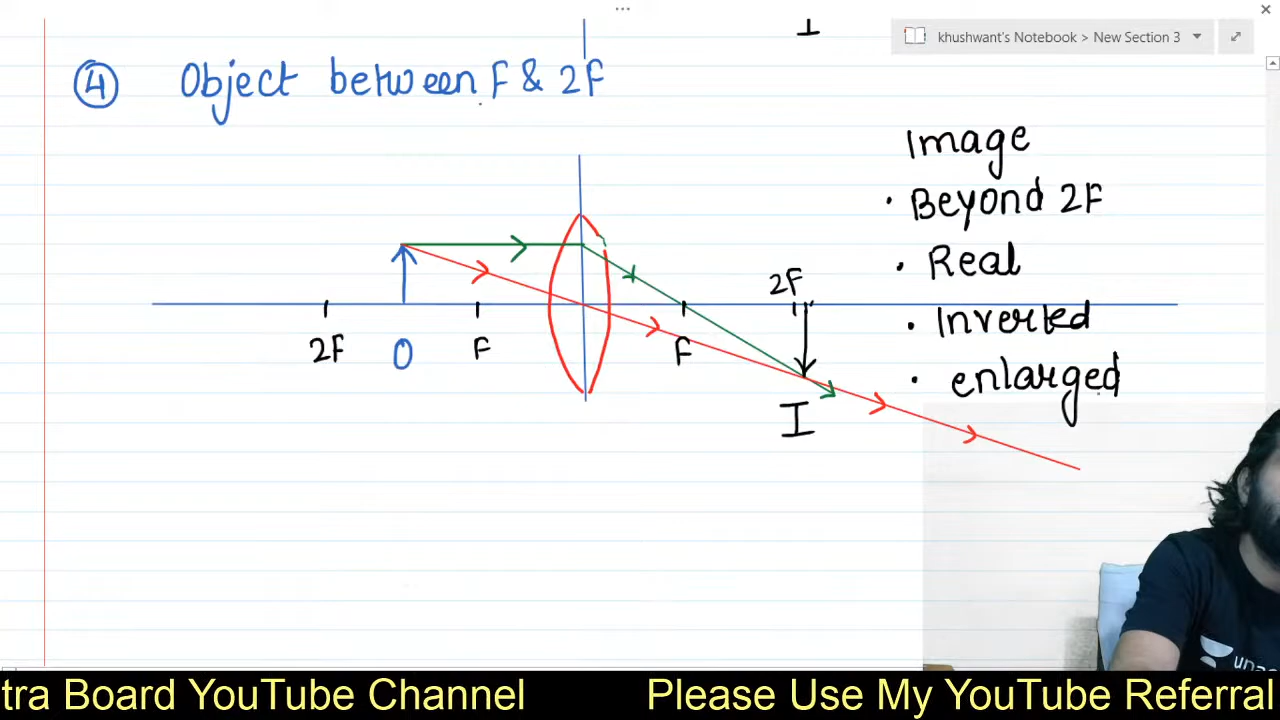 khushwant's Notebook > New Section 3
I
④ Object between F & 2F
Image
• Beyond 2F
• Real
• Inverted
• enlarged
2F
2F O F F
I
tra Board YouTube Channel Please Use My YouTube Referral